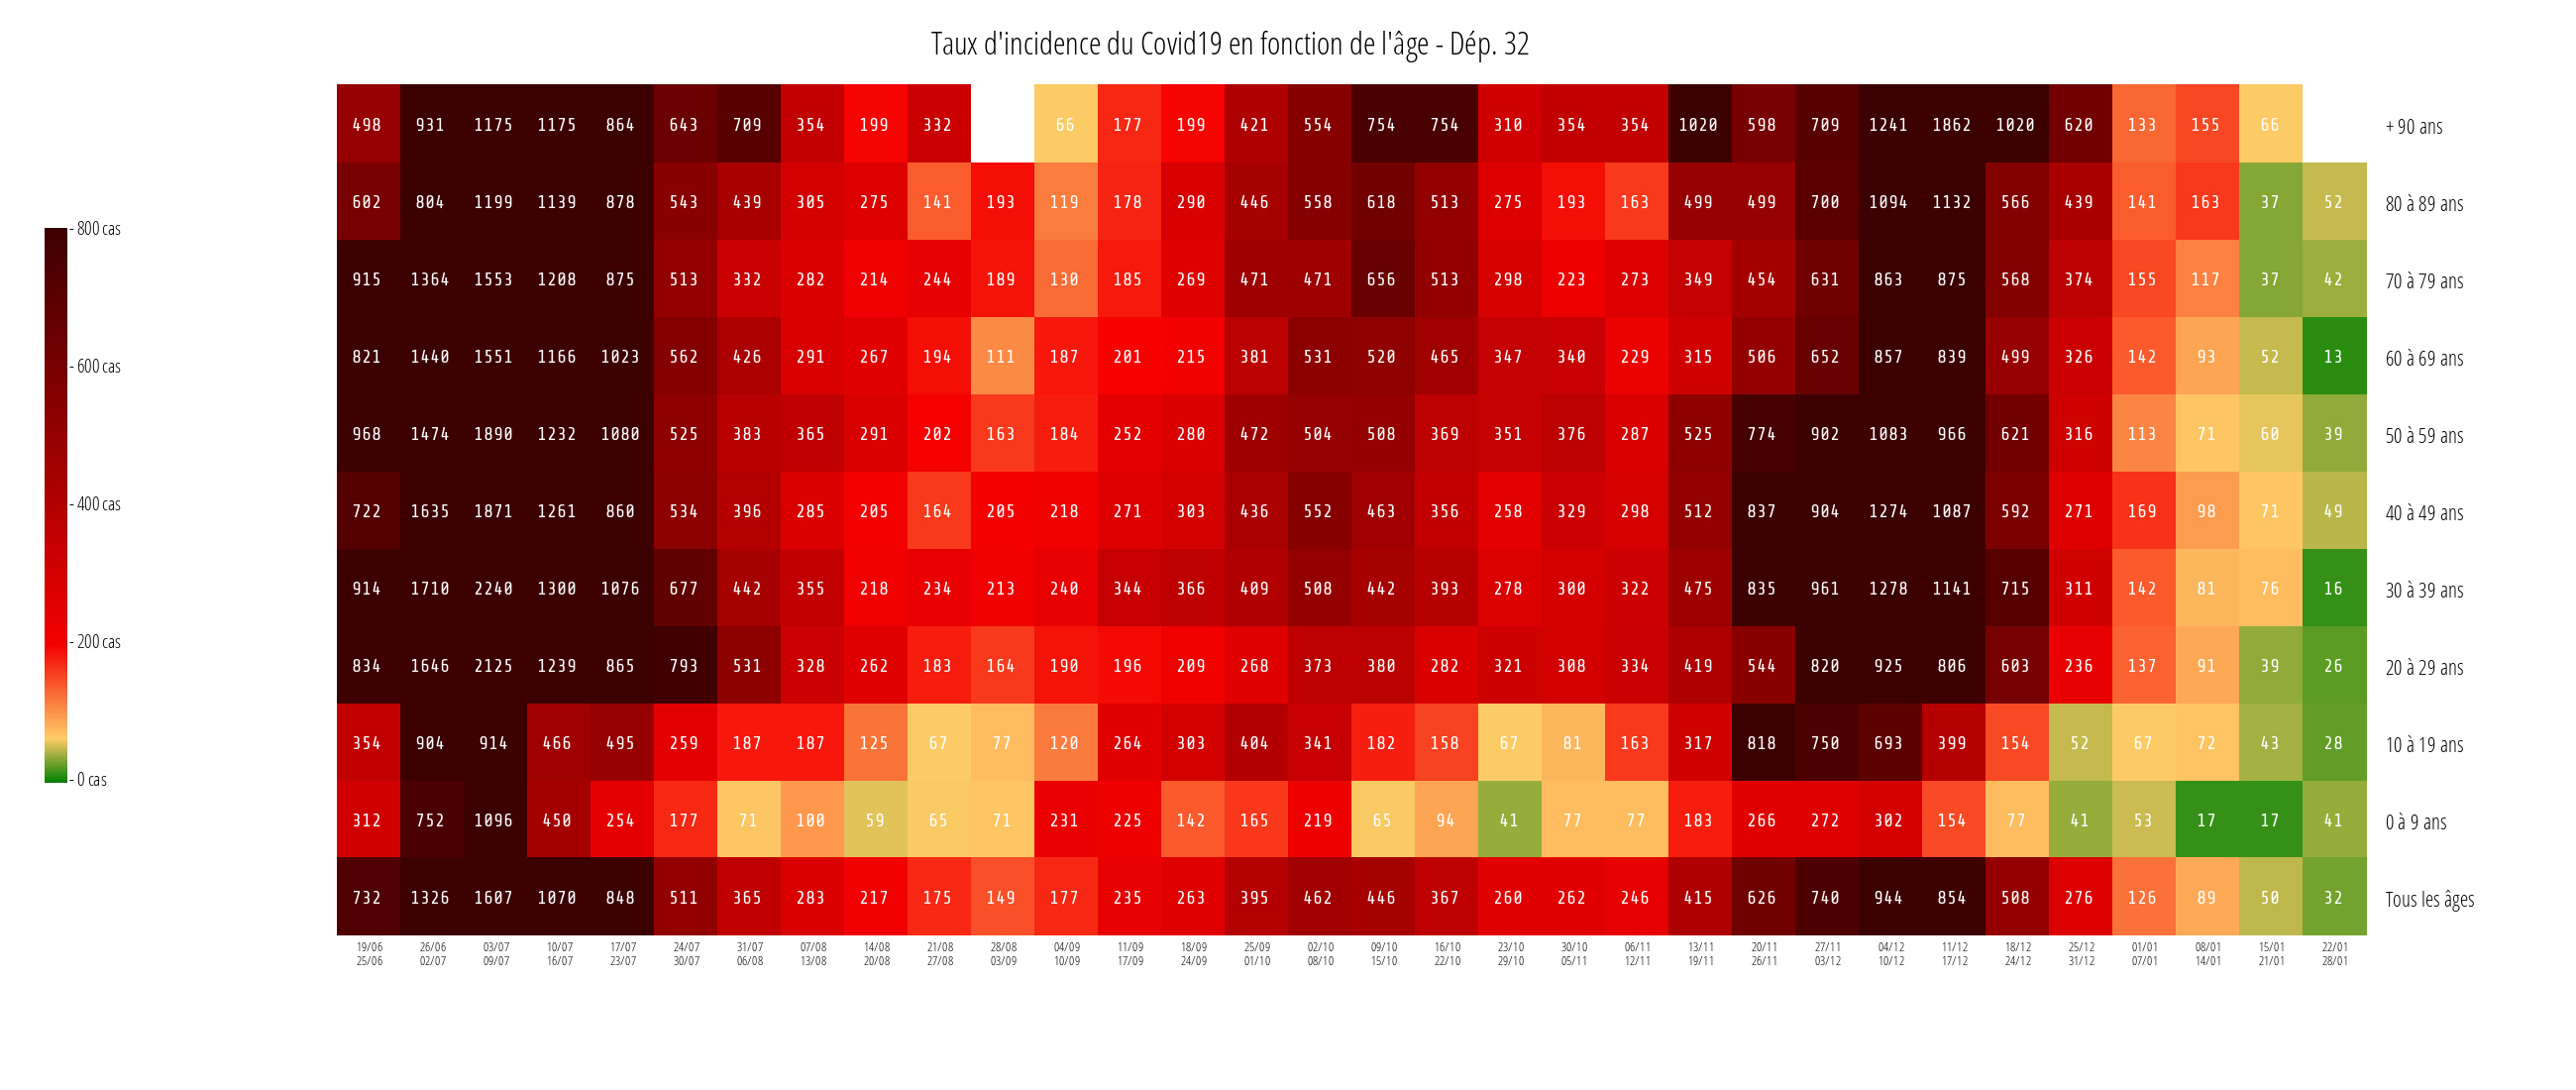 Taux d'incidence du Covid19 en fonction de l'âge - Dép. 32
- 800 cas
- 600 cas
- 400 cas
- 200 cas
- 0 cas
498 931 1175 1175 864 643 709 354 199 332 66 177 199 421 554 754 754 310 354 354 1020 598 709 1241 1862 1020 620 133 155 66 + 90 ans
602 804 1199 1139 878 543 439 305 275 141 193 119 178 290 446 558 618 513 275 193 163 499 499 700 1094 1132 566 439 141 163 37 52 80 à 89 ans
915 1364 1553 1208 875 513 332 282 214 244 189 130 185 269 471 471 656 513 298 223 273 349 454 631 863 875 568 374 155 117 37 42 70 à 79 ans
821 1440 1551 1166 1023 562 426 291 267 194 111 187 201 215 381 531 520 465 347 340 229 315 506 652 857 839 499 326 142 93 52 13 60 à 69 ans
968 1474 1890 1232 1080 525 383 365 291 202 163 184 252 280 472 504 508 369 351 376 287 525 774 902 1083 966 621 316 113 71 60 39 50 à 59 ans
722 1635 1871 1261 860 534 396 285 205 164 205 218 271 303 436 552 463 356 258 329 298 512 837 904 1274 1087 592 271 169 98 71 49 40 à 49 ans
914 1710 2240 1300 1076 677 442 355 218 234 213 240 344 366 409 508 442 393 278 300 322 475 835 961 1278 1141 715 311 142 81 76 16 30 à 39 ans
834 1646 2125 1239 865 793 531 328 262 183 164 190 196 209 268 373 380 282 321 308 334 419 544 820 925 806 603 236 137 91 39 26 20 à 29 ans
354 904 914 466 495 259 187 187 125 67 77 120 264 303 404 341 182 158 67 81 163 317 818 750 693 399 154 52 67 72 43 28 10 à 19 ans
312 752 1096 450 254 177 71 100 59 65 71 231 225 142 165 219 65 94 41 77 77 183 266 272 302 154 77 41 53 17 17 41 0 à 9 ans
732 1326 1607 1070 848 511 365 283 217 175 149 177 235 263 395 462 446 367 260 262 246 415 626 740 944 854 508 276 126 89 50 32 Tous les âges
19/06 26/06 03/07 10/07 17/07 24/07 31/07 07/08 14/08 21/08 28/08 04/09 11/09 18/09 25/09 02/10 09/10 16/10 23/10 30/10 06/11 13/11 20/11 27/11 04/12 11/12 18/12 25/12 01/01 08/01 15/01 22/01
25/06 02/07 09/07 16/07 23/07 30/07 06/08 13/08 20/08 27/08 03/09 10/09 17/09 24/09 01/10 08/10 15/10 22/10 29/10 05/11 12/11 19/11 26/11 03/12 10/12 17/12 24/12 31/12 07/01 14/01 21/01 28/01